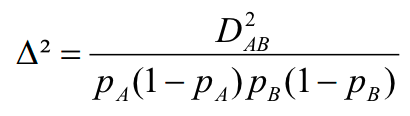 Δ² = D²_AB / (p_A(1 − p_A)p_B(1 − p_B))